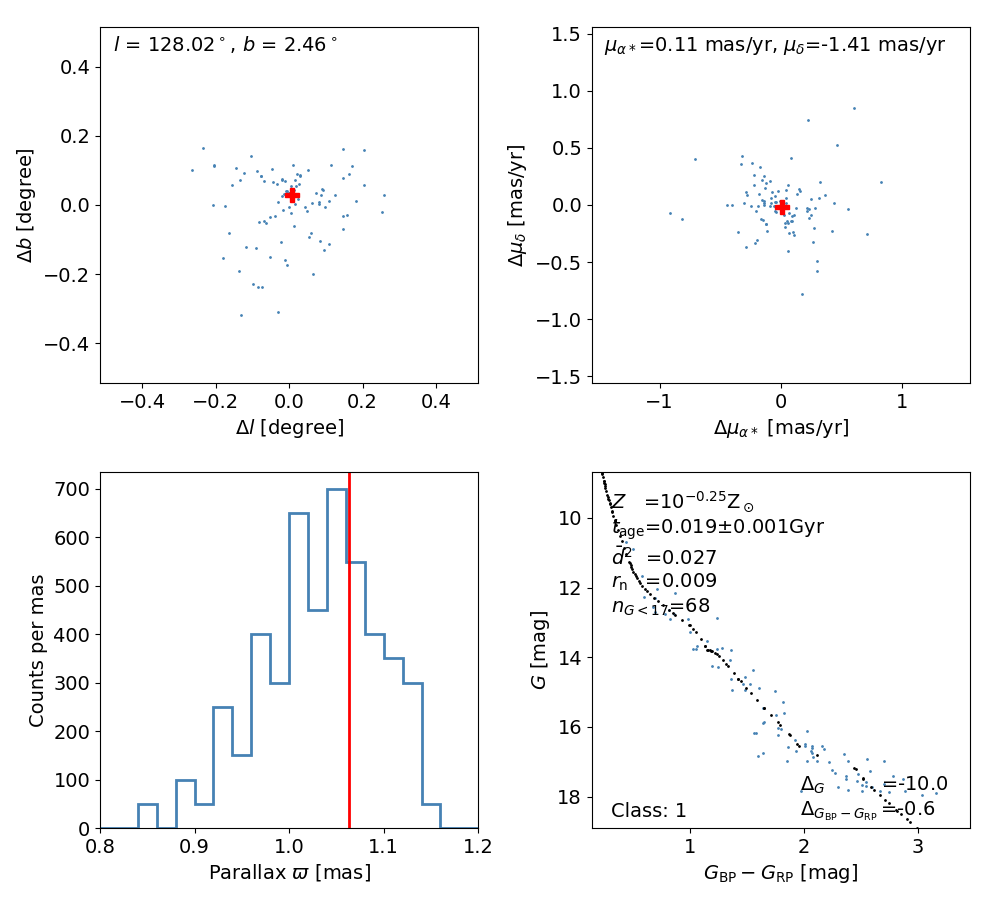 l = 128.02°, b = 2.46°
0.4
0.2
0.0
−0.2
−0.4
Δb [degree]
−0.4 −0.2 0.0 0.2 0.4
Δl [degree]
μα*=0.11 mas/yr, μδ=-1.41 mas/yr
1.5
1.0
0.5
0.0
−0.5
−1.0
−1.5
Δμδ [mas/yr]
−1 0 1
Δμα* [mas/yr]
700
600
500
400
300
200
100
0
Counts per mas
0.8 0.9 1.0 1.1 1.2
Parallax ϖ [mas]
Z =10^−0.25 Z⊙
tage=0.019±0.001Gyr
d̄² =0.027
rn =0.009
nG<17=68
10
12
14
16
18
G [mag]
ΔG =-10.0
Class: 1
ΔGBP−GRP =-0.6
1 2 3
GBP − GRP [mag]